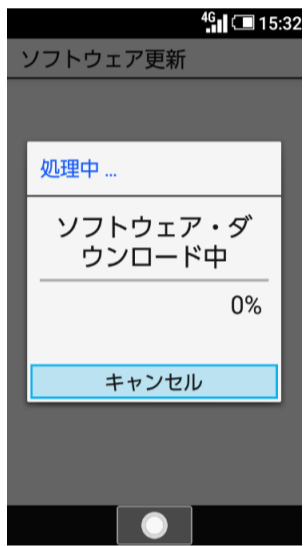 4G 15:32
ソフトウェア更新
処理中 ...
ソフトウェア・ダ
ウンロード中
0%
キャンセル